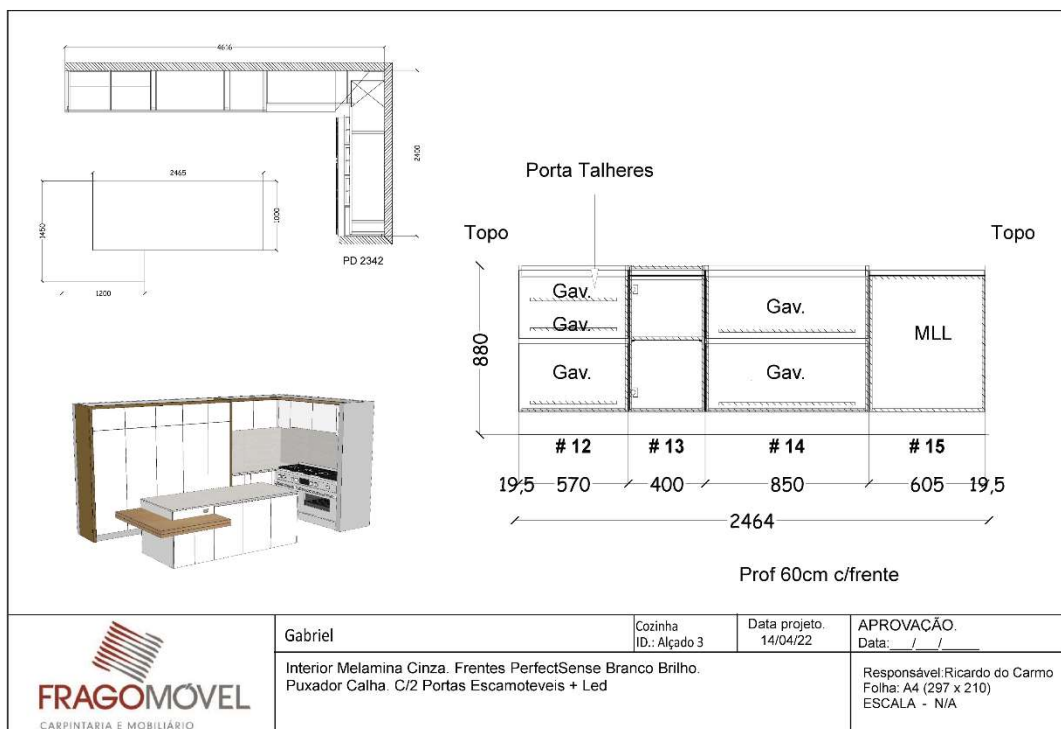 4616
2400
2465
1000
1450
1200
PD 2342
Porta Talheres
Topo
Topo
Gav.
Gav.
Gav.
Gav.
Gav.
MLL
880
# 12
# 13
# 14
# 15
19,5
570
400
850
605
19,5
2464
Prof 60cm c/frente
FRAGOMÓVEL
CARPINTARIA E MOBILIÁRIO
Gabriel
Cozinha
ID.: Alçado 3
Data projeto.
14/04/22
APROVAÇÃO.
Data:___/___/_____
Interior Melamina Cinza. Frentes PerfectSense Branco Brilho.
Puxador Calha. C/2 Portas Escamoteveis + Led
Responsável:Ricardo do Carmo
Folha: A4 (297 x 210)
ESCALA - N/A